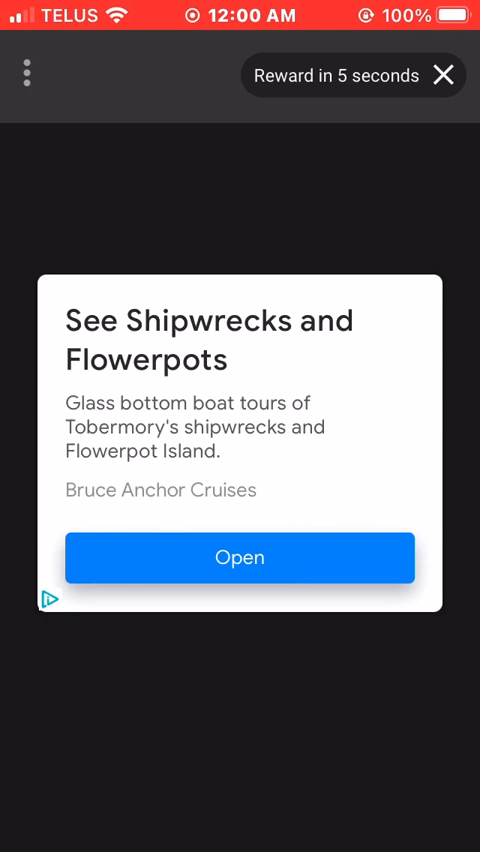 TELUS 12:00 AM 100%
Reward in 5 seconds
See Shipwrecks and
Flowerpots
Glass bottom boat tours of
Tobermory's shipwrecks and
Flowerpot Island.
Bruce Anchor Cruises
Open